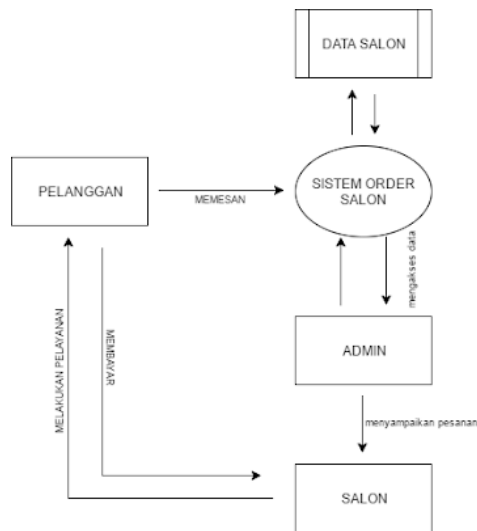 DATA SALON
PELANGGAN
MEMESAN
SISTEM ORDER
SALON
mengakses data
MELAKUKAN PELAYANAN
MEMBAYAR
ADMIN
menyampaikan pesanan
SALON